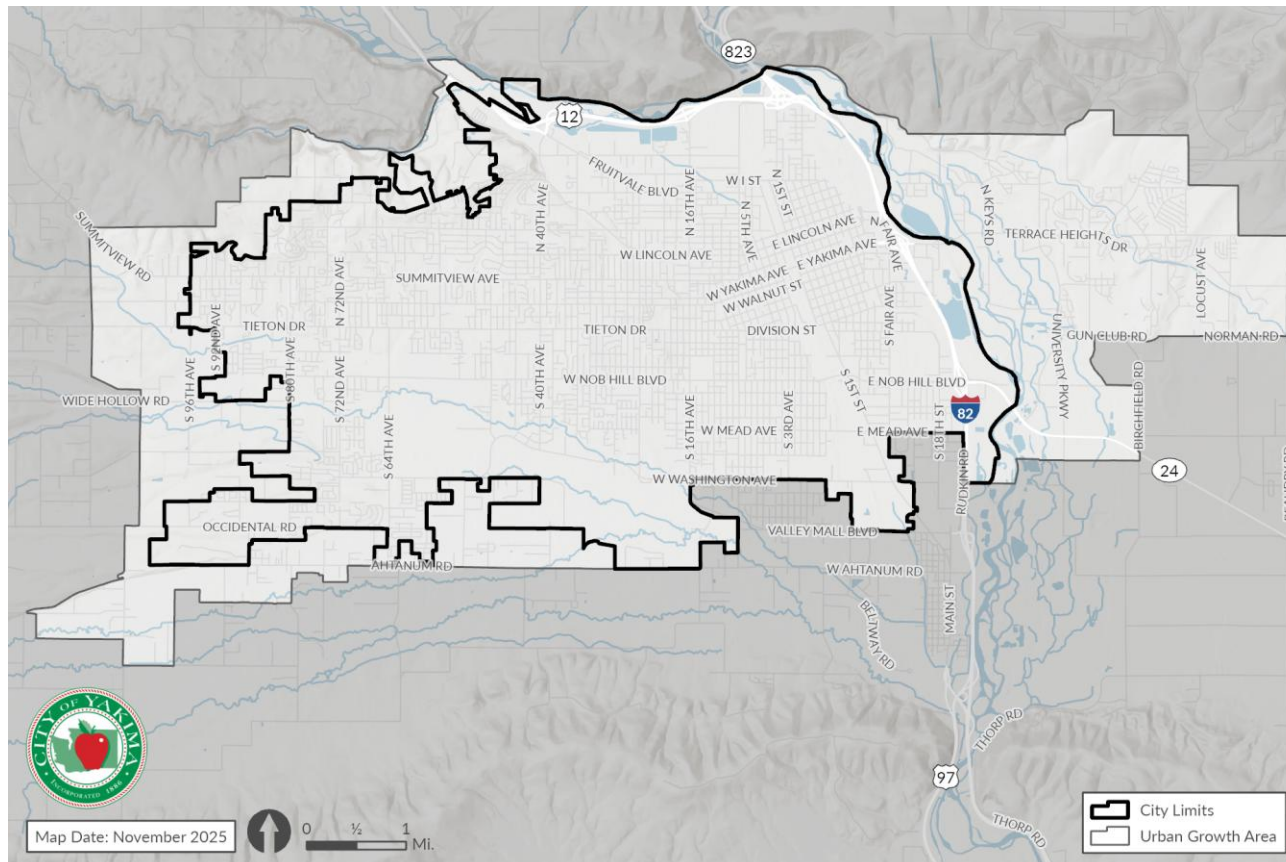 823
12
FRUITVALE BLVD
W I ST
N 1ST ST
N 16TH AVE
N 5TH AVE
N 40TH AVE
E LINCOLN AVE
N FAIR AVE
N KEYS RD
TERRACE HEIGHTS DR
SUMMITVIEW RD
W LINCOLN AVE
E YAKIMA AVE
SUMMITVIEW AVE
N 72ND AVE
W YAKIMA AVE
W WALNUT ST
LOCUST AVE
S 92ND AVE
TIETON DR
TIETON DR
DIVISION ST
S FAIR AVE
UNIVERSITY PKWY
GUN CLUB RD
NORMAN RD
S 96TH AVE
S 80TH AVE
S 72ND AVE
S 40TH AVE
W NOB HILL BLVD
S 1ST ST
E NOB HILL BLVD
BIRCHFIELD RD
WIDE HOLLOW RD
82
S 16TH AVE
W MEAD AVE
S 3RD AVE
E MEAD AVE
S 18TH ST
S 64TH AVE
W WASHINGTON AVE
RUDKIN RD
24
OCCIDENTAL RD
VALLEY MALL BLVD
AHTANUM RD
W AHTANUM RD
MAIN ST
BELTWAY RD
THORP RD
97
THORP RD
CITY OF YAKIMA
INCORPORATED 1886
Map Date: November 2025
0 ½ 1
Mi.
City Limits
Urban Growth Area